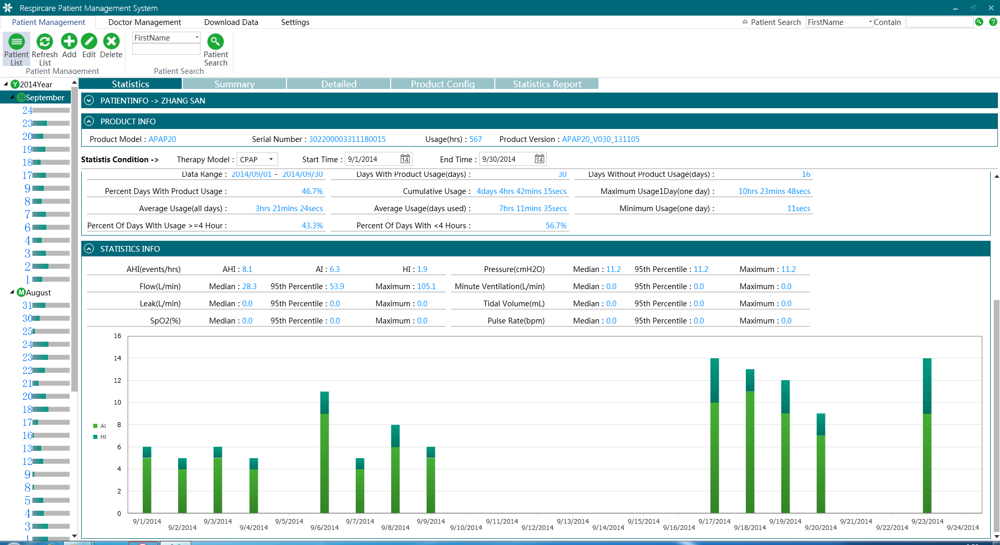 Respircare Patient Management System
Patient Management Doctor Management Download Data Settings Patient Search FirstName Contain
FirstName
Patient List Refresh List Add Edit Delete Patient Search
Patient Management Patient Search
Y 2014Year
M September
24
23
20
19
18
17
9
8
7
6
4
3
2
1
M August
31
30
25
24
23
22
21
20
18
17
16
13
12
9
8
5
4
3
1
Statistics Summary Detailed Product Config Statistics Report
PATIENTINFO -> ZHANG SAN
PRODUCT INFO
Product Model : APAP20 Serial Number : 302200003311180015 Usage(hrs) : 567 Product Version : APAP20_V030_131105
Statistis Condition -> Therapy Model : CPAP Start Time : 9/1/2014 14 End Time : 9/30/2014 14
Data Range : 2014/09/01 - 2014/09/30 Days With Product Usage(days) : 30 Days Without Product Usage(days) : 16
Percent Days With Product Usage : 46.7% Cumulative Usage : 4days 4hrs 42mins 15secs Maximum Usage1Day(one day) : 10hrs 23mins 48secs
Average Usage(all days) : 3hrs 21mins 24secs Average Usage(days used) : 7hrs 11mins 35secs Minimum Usage(one day) : 11secs
Percent Of Days With Usage >=4 Hour : 43.3% Percent Of Days With <4 Hours : 56.7%
STATISTICS INFO
AHI(events/hrs) AHI : 8.1 AI : 6.3 HI : 1.9 Pressure(cmH2O) Median : 11.2 95th Percentile : 11.2 Maximum : 11.2
Flow(L/min) Median : 28.3 95th Percentile : 53.9 Maximum : 105.1 Minute Ventilation(L/min) Median : 0.0 95th Percentile : 0.0 Maximum : 0.0
Leak(L/min) Median : 0.0 95th Percentile : 0.0 Maximum : 0.0 Tidal Volume(mL) Median : 0.0 95th Percentile : 0.0 Maximum : 0.0
SpO2(%) Median : 0.0 95th Percentile : 0.0 Maximum : 0.0 Pulse Rate(bpm) Median : 0.0 95th Percentile : 0.0 Maximum : 0.0
16
14
12
10
8
6
4
2
0
AI
HI
9/1/2014 9/3/2014 9/5/2014 9/7/2014 9/9/2014 9/11/2014 9/13/2014 9/15/2014 9/17/2014 9/19/2014 9/21/2014 9/23/2014
9/2/2014 9/4/2014 9/6/2014 9/8/2014 9/10/2014 9/12/2014 9/14/2014 9/16/2014 9/18/2014 9/20/2014 9/22/2014 9/24/2014